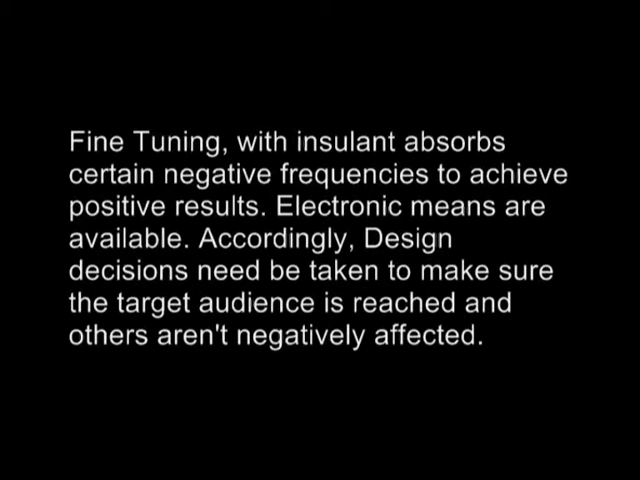 Fine Tuning, with insulant absorbs
certain negative frequencies to achieve
positive results. Electronic means are
available. Accordingly, Design
decisions need be taken to make sure
the target audience is reached and
others aren't negatively affected.